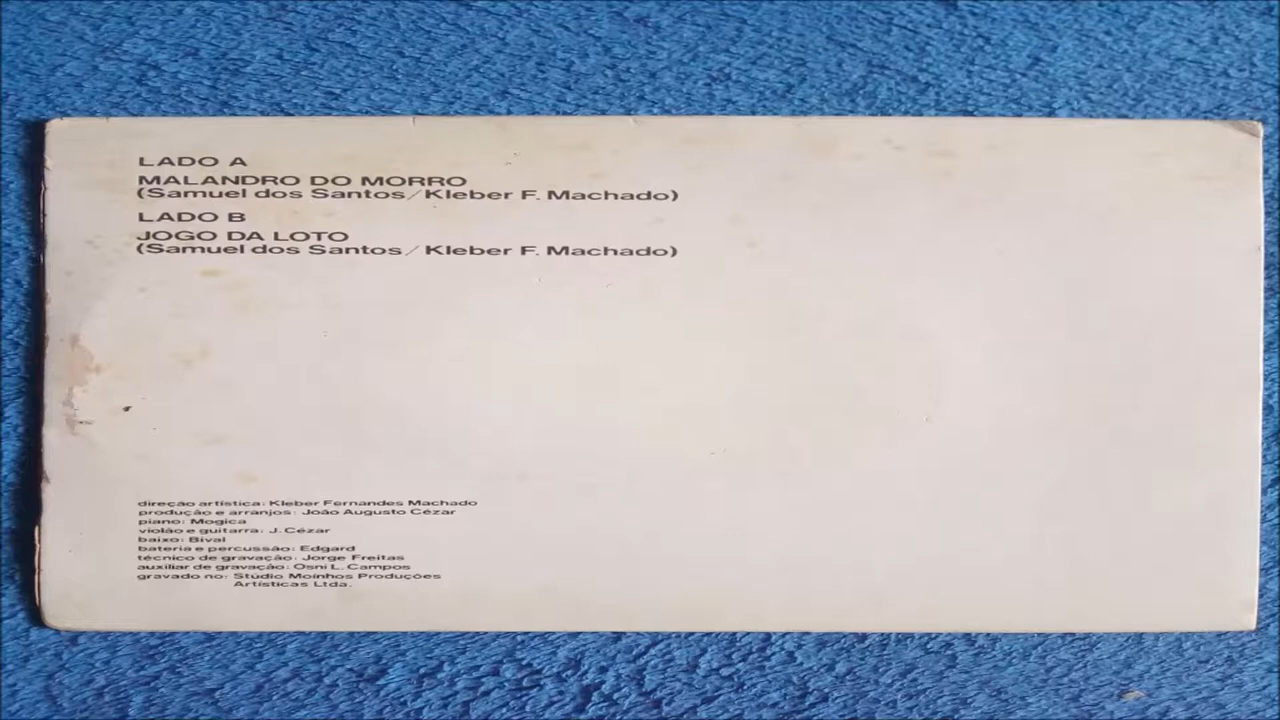 LADO A
MALANDRO DO MORRO
(Samuel dos Santos/Kleber F. Machado)
LADO B
JOGO DA LOTO
(Samuel dos Santos/Kleber F. Machado)
direção artística: Kleber Fernandes Machado
produção e arranjos: João Augusto Cézar
piano: Mogica
violão e guitarra: J. Cézar
baixo: Bival
bateria e percussão: Edgard
técnico de gravação: Jorge Freitas
auxiliar de gravação: Osni L. Campos
gravado no: Stúdio Moinhos Produções
Artísticas Ltda.